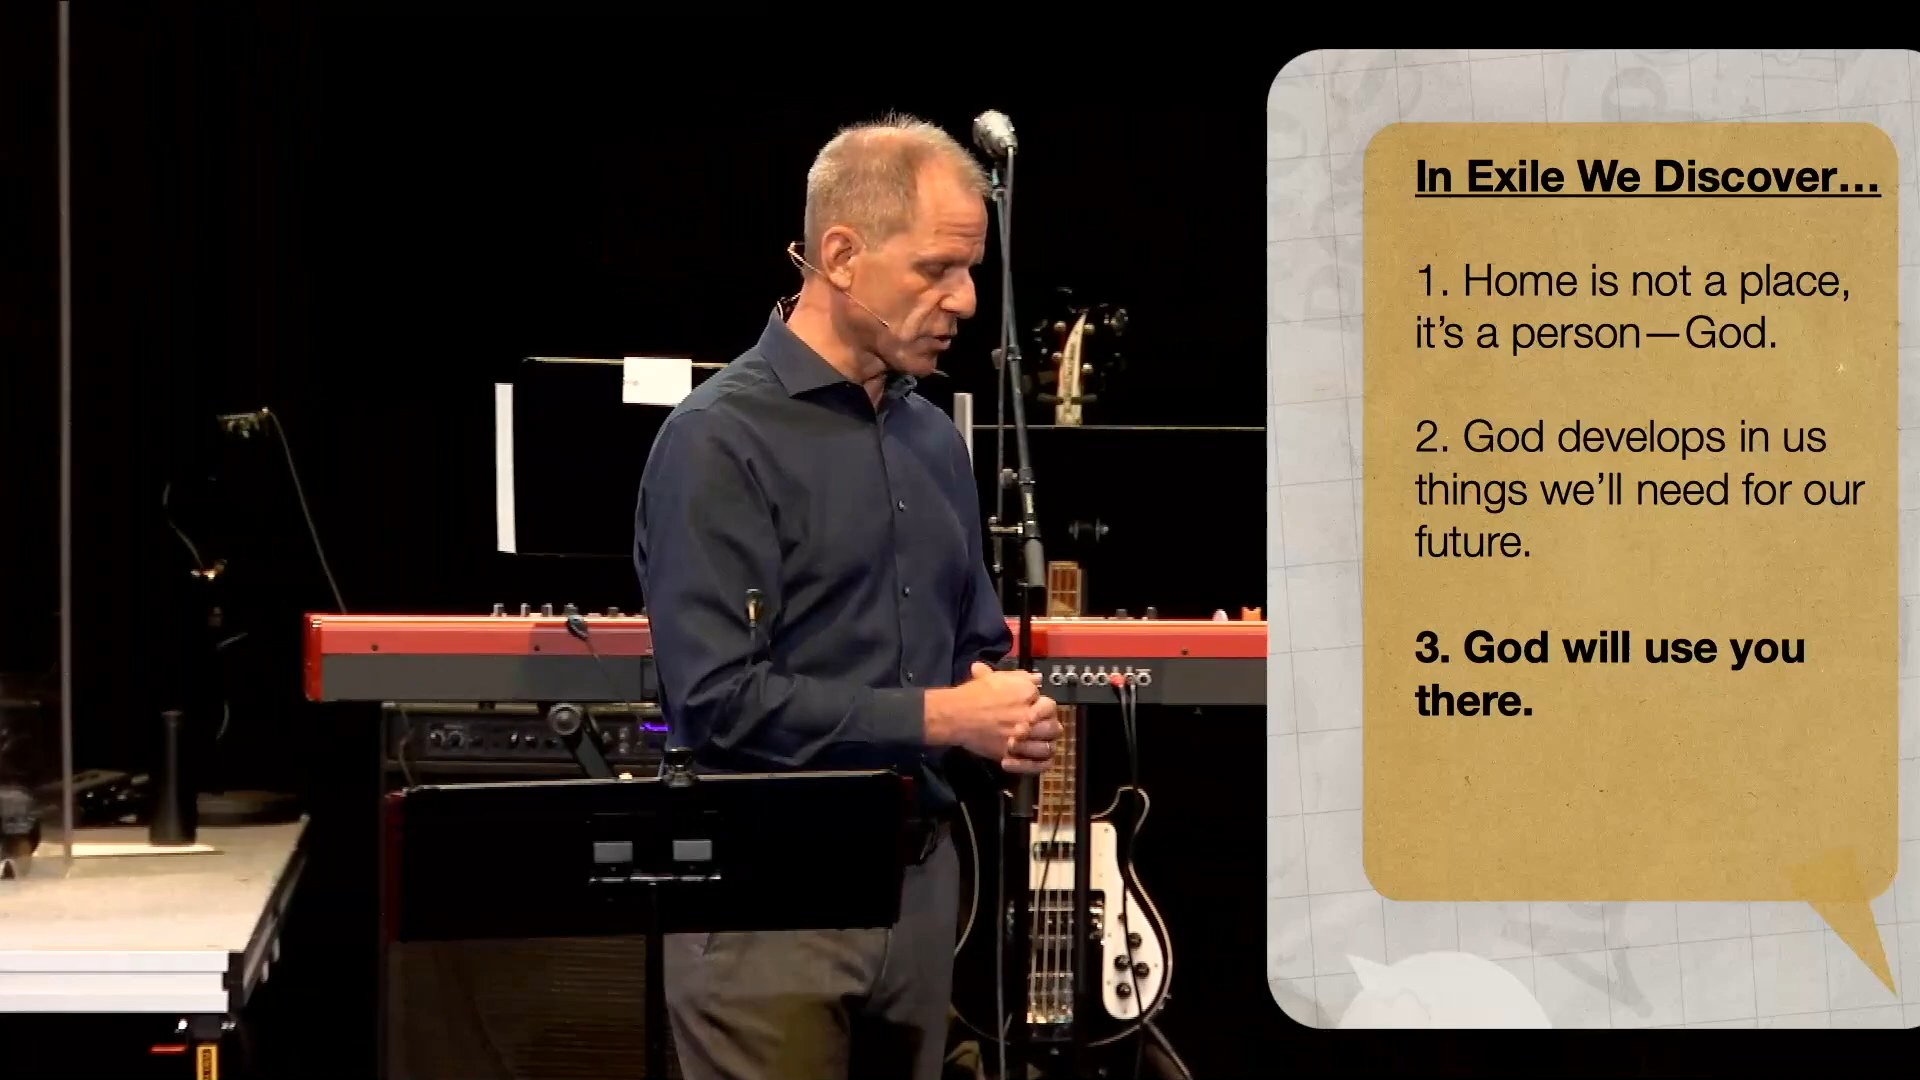 In Exile We Discover...
1. Home is not a place,
it's a person—God.
2. God develops in us
things we'll need for our
future.
3. God will use you
there.